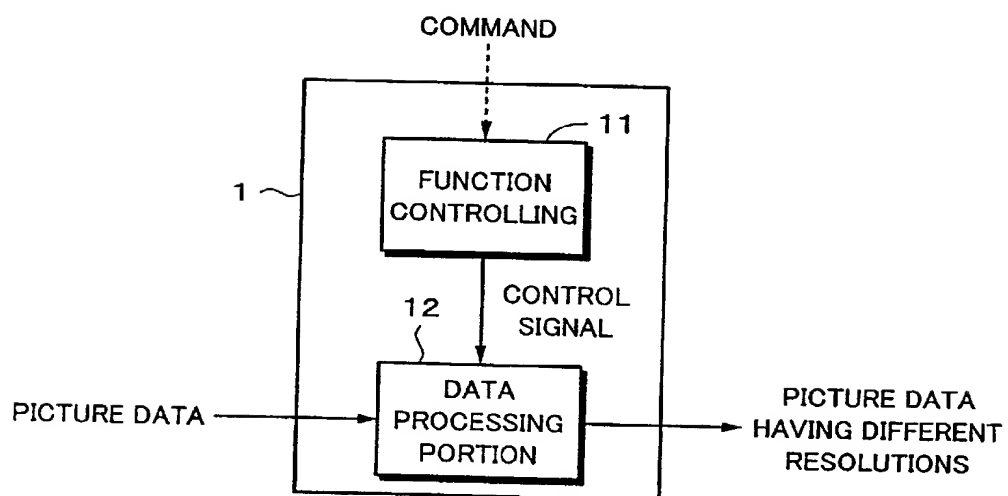 COMMAND
11
FUNCTION
CONTROLLING
1
CONTROL
SIGNAL
12
DATA
PROCESSING
PORTION
PICTURE DATA
PICTURE DATA
HAVING DIFFERENT
RESOLUTIONS